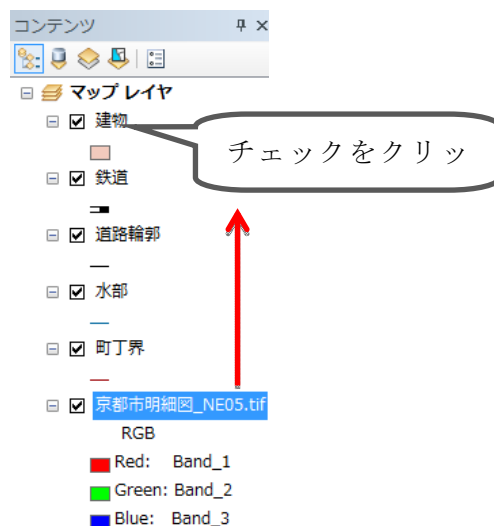 コンテンツ
マップ レイヤ
建物
チェックをクリッ
鉄道
道路輪郭
水部
町丁界
京都市明細図_NE05.tif
RGB
Red: Band_1
Green: Band_2
Blue: Band_3